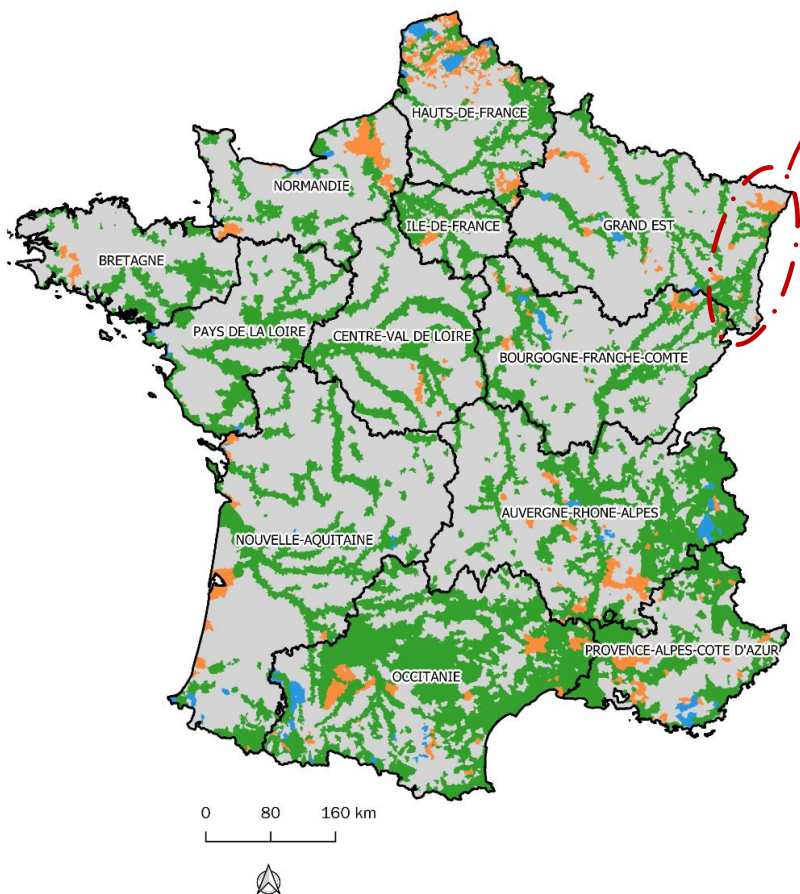 HAUTS-DE-FRANCE
NORMANDIE
ILE-DE-FRANCE
GRAND EST
BRETAGNE
PAYS DE LA LOIRE
CENTRE-VAL DE LOIRE
BOURGOGNE-FRANCHE-COMTE
AUVERGNE-RHONE-ALPES
NOUVELLE-AQUITAINE
PROVENCE-ALPES-COTE D'AZUR
OCCITANIE
0 80 160 km